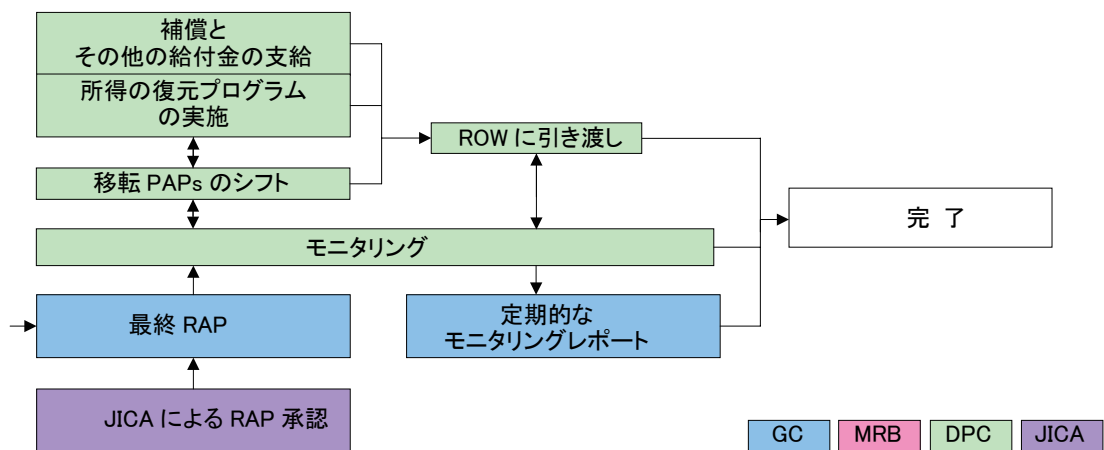 補償と
その他の給付金の支給
所得の復元プログラム
の実施
移転 PAPs のシフト
ROW に引き渡し
完 了
モニタリング
最終 RAP
定期的な
モニタリングレポート
JICA による RAP 承認
GC
MRB
DPC
JICA